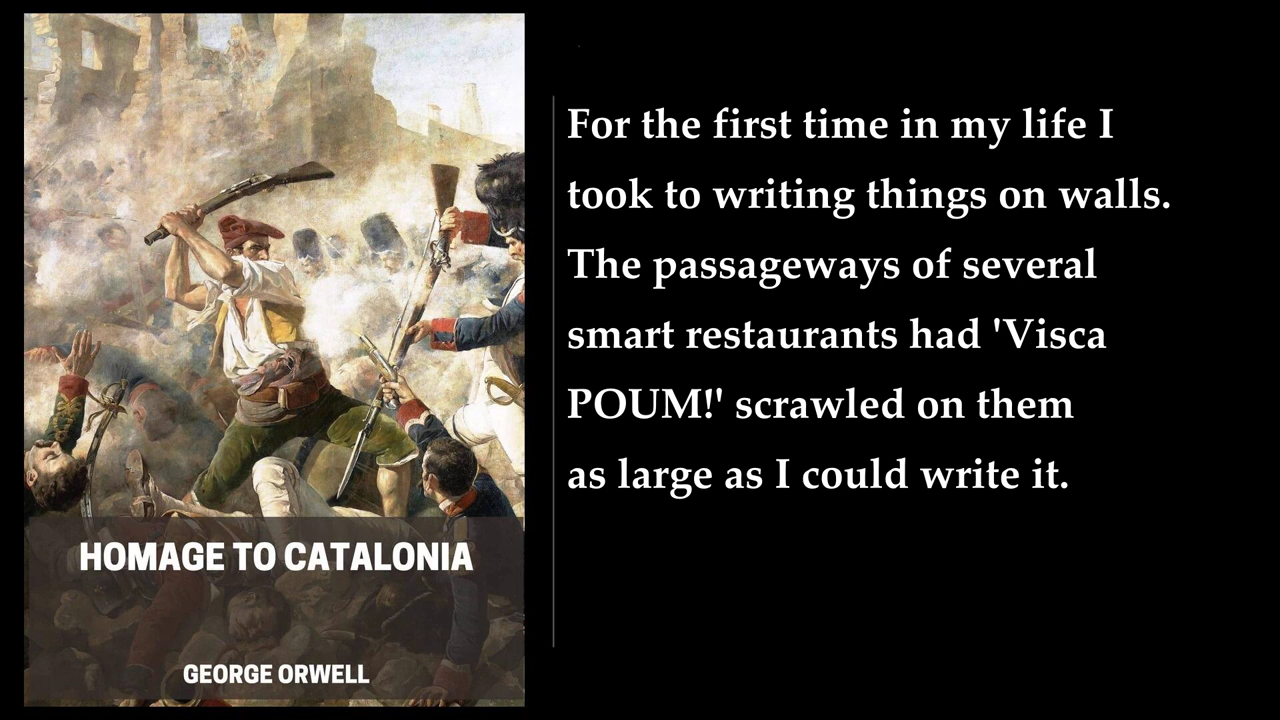 HOMAGE TO CATALONIA
GEORGE ORWELL
For the first time in my life I
took to writing things on walls.
The passageways of several
smart restaurants had 'Visca
POUM!' scrawled on them
as large as I could write it.